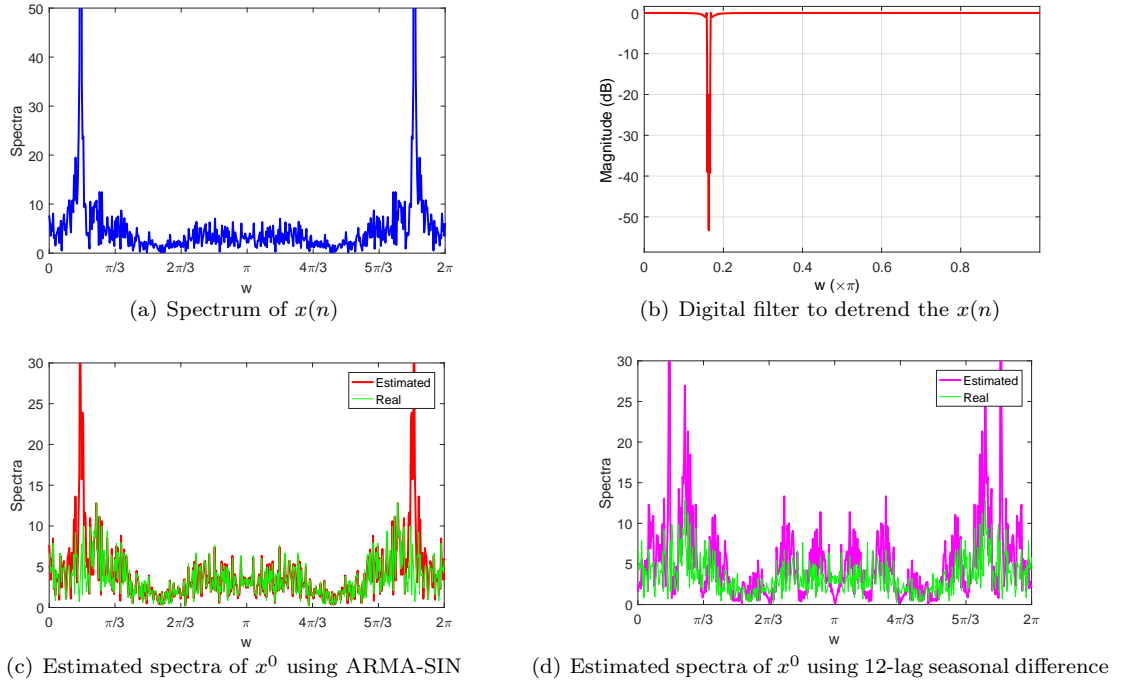 50
40
30
20
10
0
Spectra
0
π/3
2π/3
π
4π/3
5π/3
2π
w
(a) Spectrum of x(n)
0
-10
-20
-30
-40
-50
Magnitude (dB)
0
0.2
0.4
0.6
0.8
w (×π)
(b) Digital filter to detrend the x(n)
30
25
20
15
10
5
0
Spectra
Estimated
Real
0
π/3
2π/3
π
4π/3
5π/3
2π
w
(c) Estimated spectra of x⁰ using ARMA-SIN
30
25
20
15
10
5
0
Spectra
Estimated
Real
0
π/3
2π/3
π
4π/3
5π/3
2π
w
(d) Estimated spectra of x⁰ using 12-lag seasonal difference